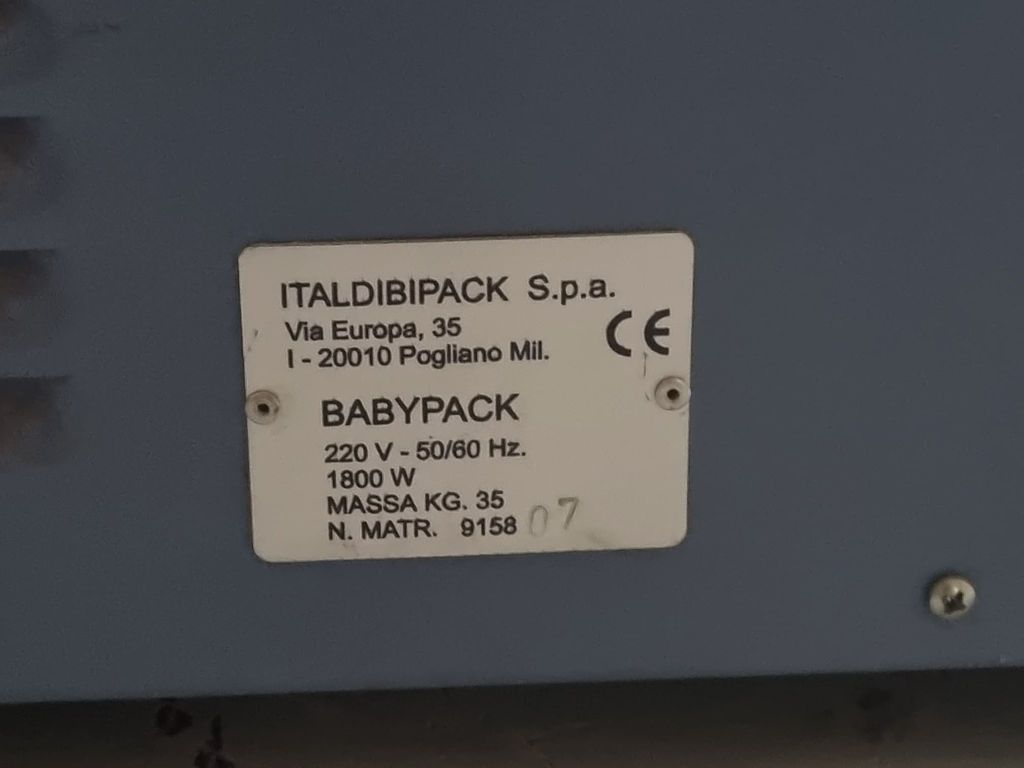 ITALDIBIPACK S.p.a.
Via Europa, 35
I - 20010 Pogliano Mil.
CE
BABYPACK
220 V - 50/60 Hz.
1800 W
MASSA KG. 35
N. MATR. 9158 07